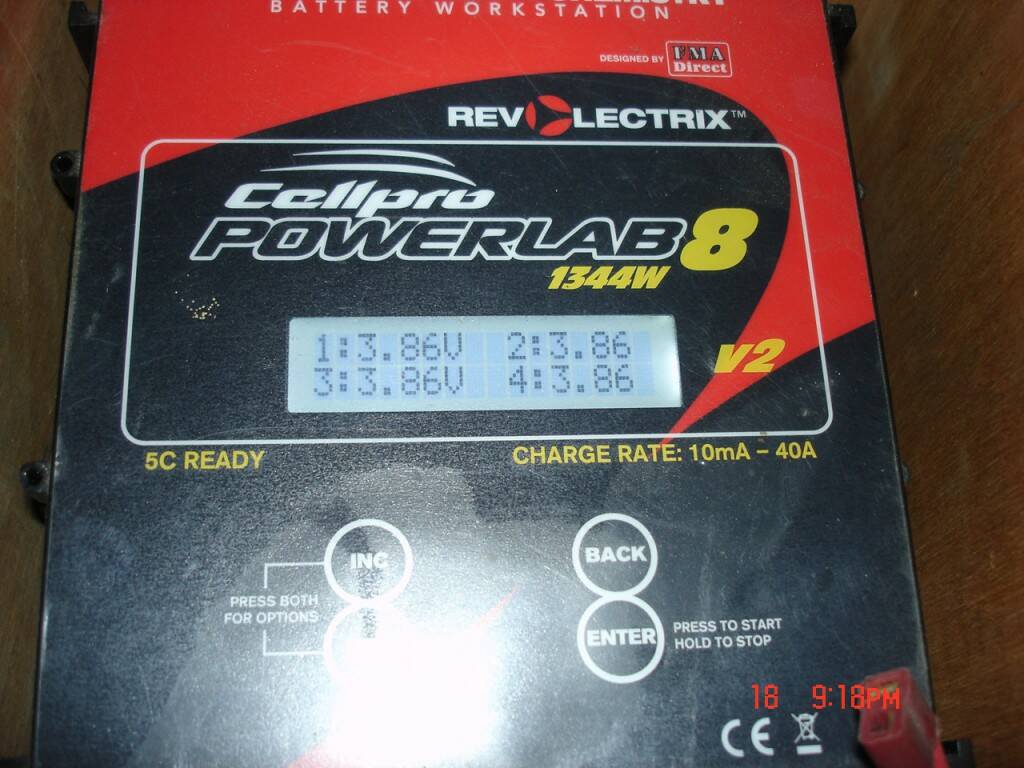 BATTERY WORKSTATION
DESIGNED BY FMA Direct
REVOLECTRIX™
Cellpro
POWERLAB 8
1344W
v2
1:3.86V 2:3.86
3:3.86V 4:3.86
5C READY
CHARGE RATE: 10mA – 40A
INC
BACK
PRESS BOTH
FOR OPTIONS
ENTER
PRESS TO START
HOLD TO STOP
18 9:18PM
CE